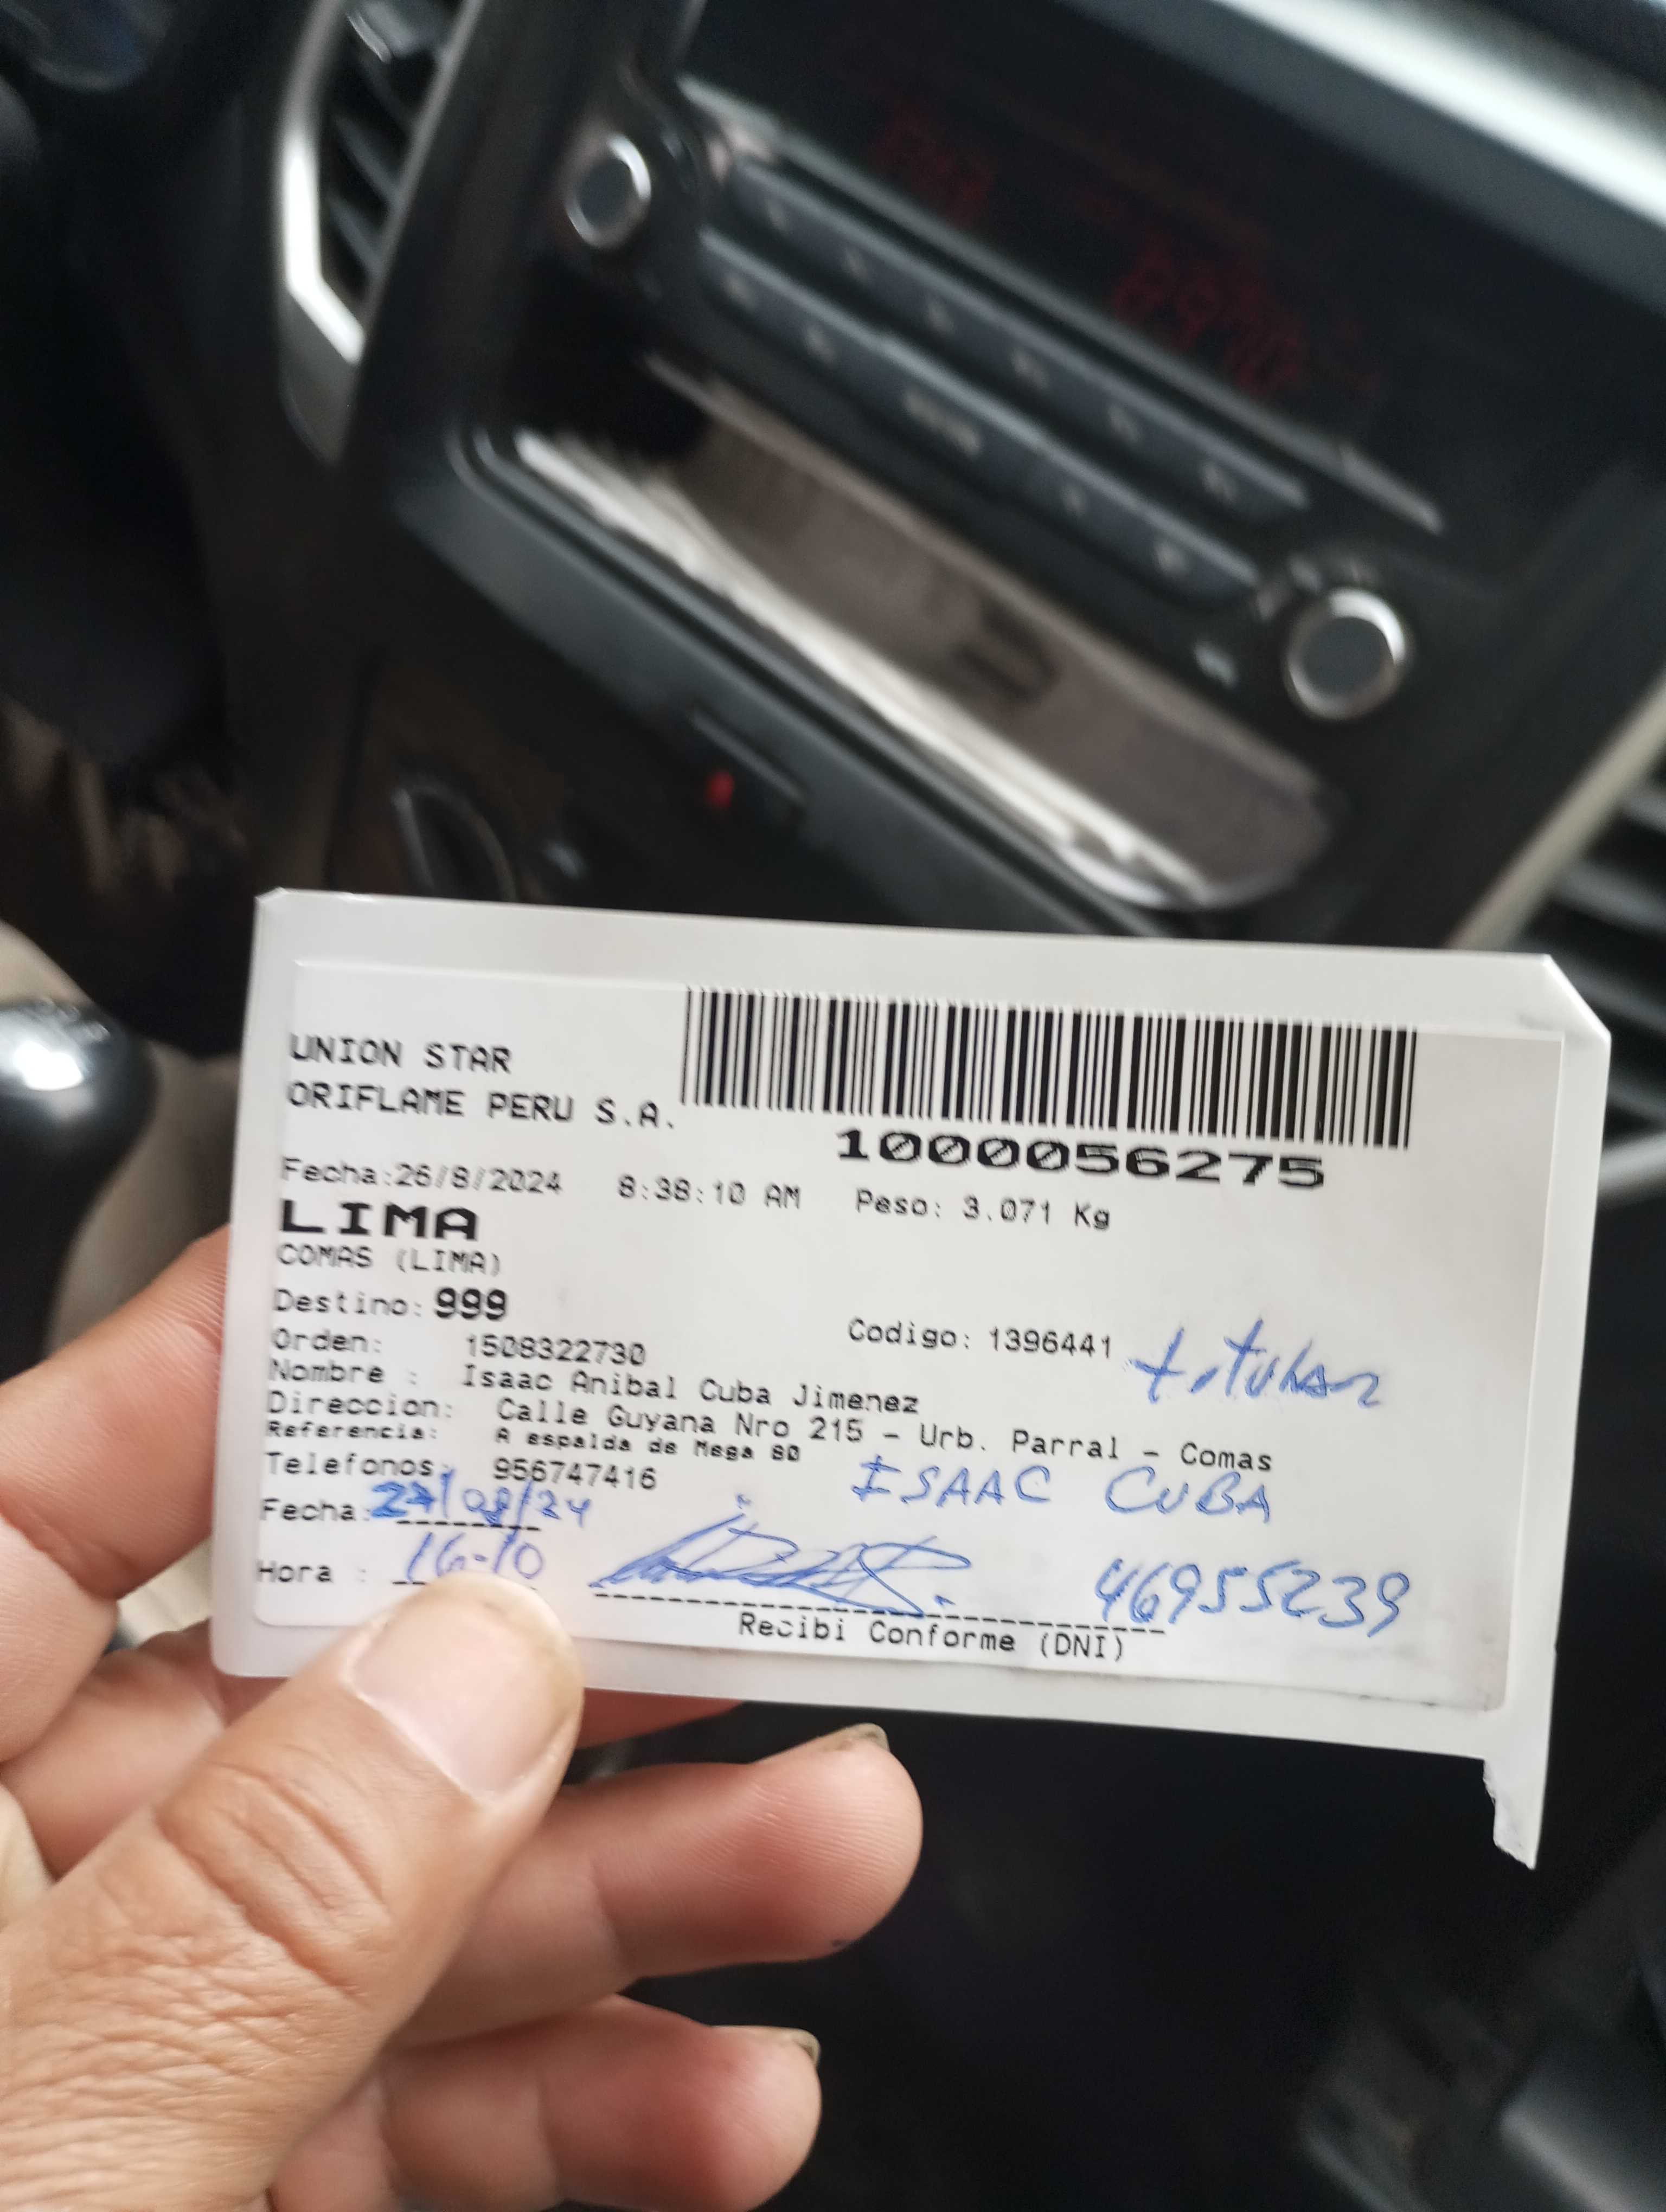 UNION STAR
ORIFLAME PERU S.A.
1000056275
Fecha:26/8/2024 8:38:10 AM Peso: 3.071 Kg
LIMA
COMAS (LIMA)
Destino: 999
Orden: 1508322730 Codigo: 1396441 titular
Nombre : Isaac Anibal Cuba Jimenez
Direccion: Calle Guyana Nro 215 - Urb. Parral - Comas
Referencia: A espalda de Mega 80
Telefonos: 956747416 ISAAC CUBA
Fecha: 27/08/24
Hora : 16-10 46955239
Recibi Conforme (DNI)